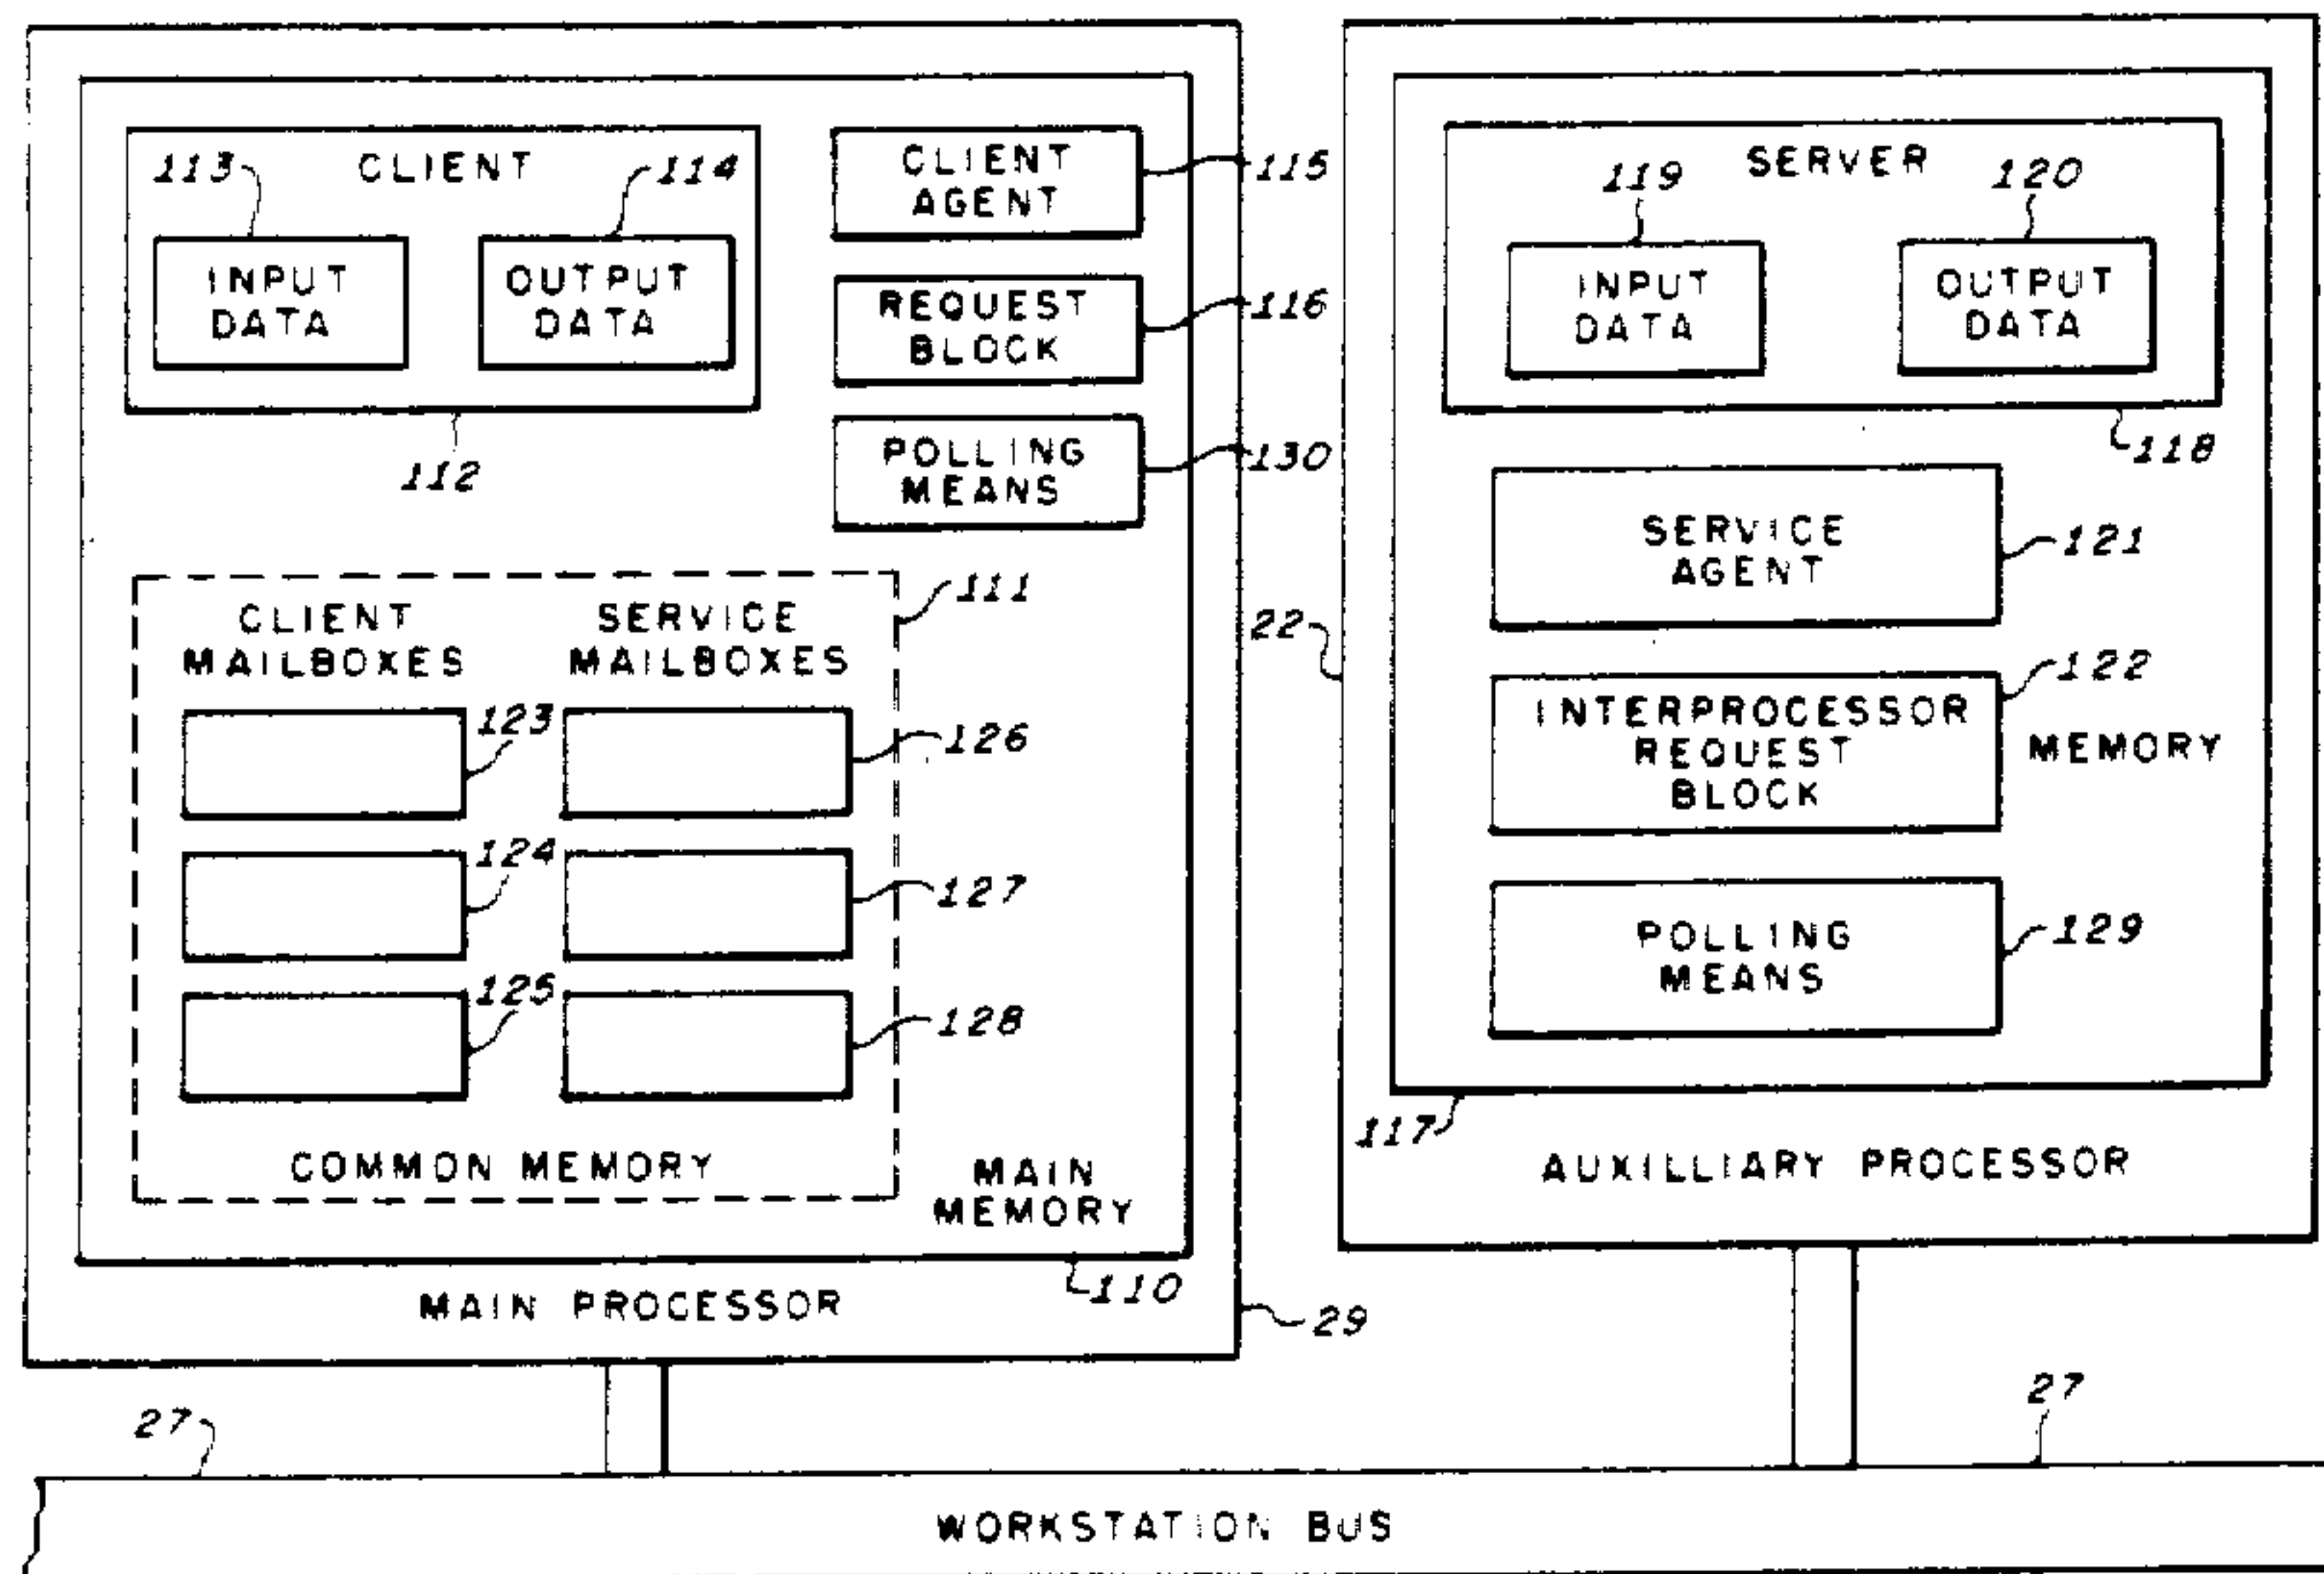 113
CLIENT
114
INPUT
DATA
OUTPUT
DATA
112
CLIENT
AGENT
115
REQUEST
BLOCK
116
POLLING
MEANS
130
111
CLIENT
MAILBOXES
SERVICE
MAILBOXES
123
126
124
127
125
128
COMMON MEMORY
MAIN
MEMORY
110
MAIN PROCESSOR
29
SERVER
119
120
INPUT
DATA
OUTPUT
DATA
118
SERVICE
AGENT
121
22
INTERPROCESSOR
REQUEST
BLOCK
122
MEMORY
POLLING
MEANS
129
117
AUXILLIARY PROCESSOR
27
27
WORKSTATION BUS